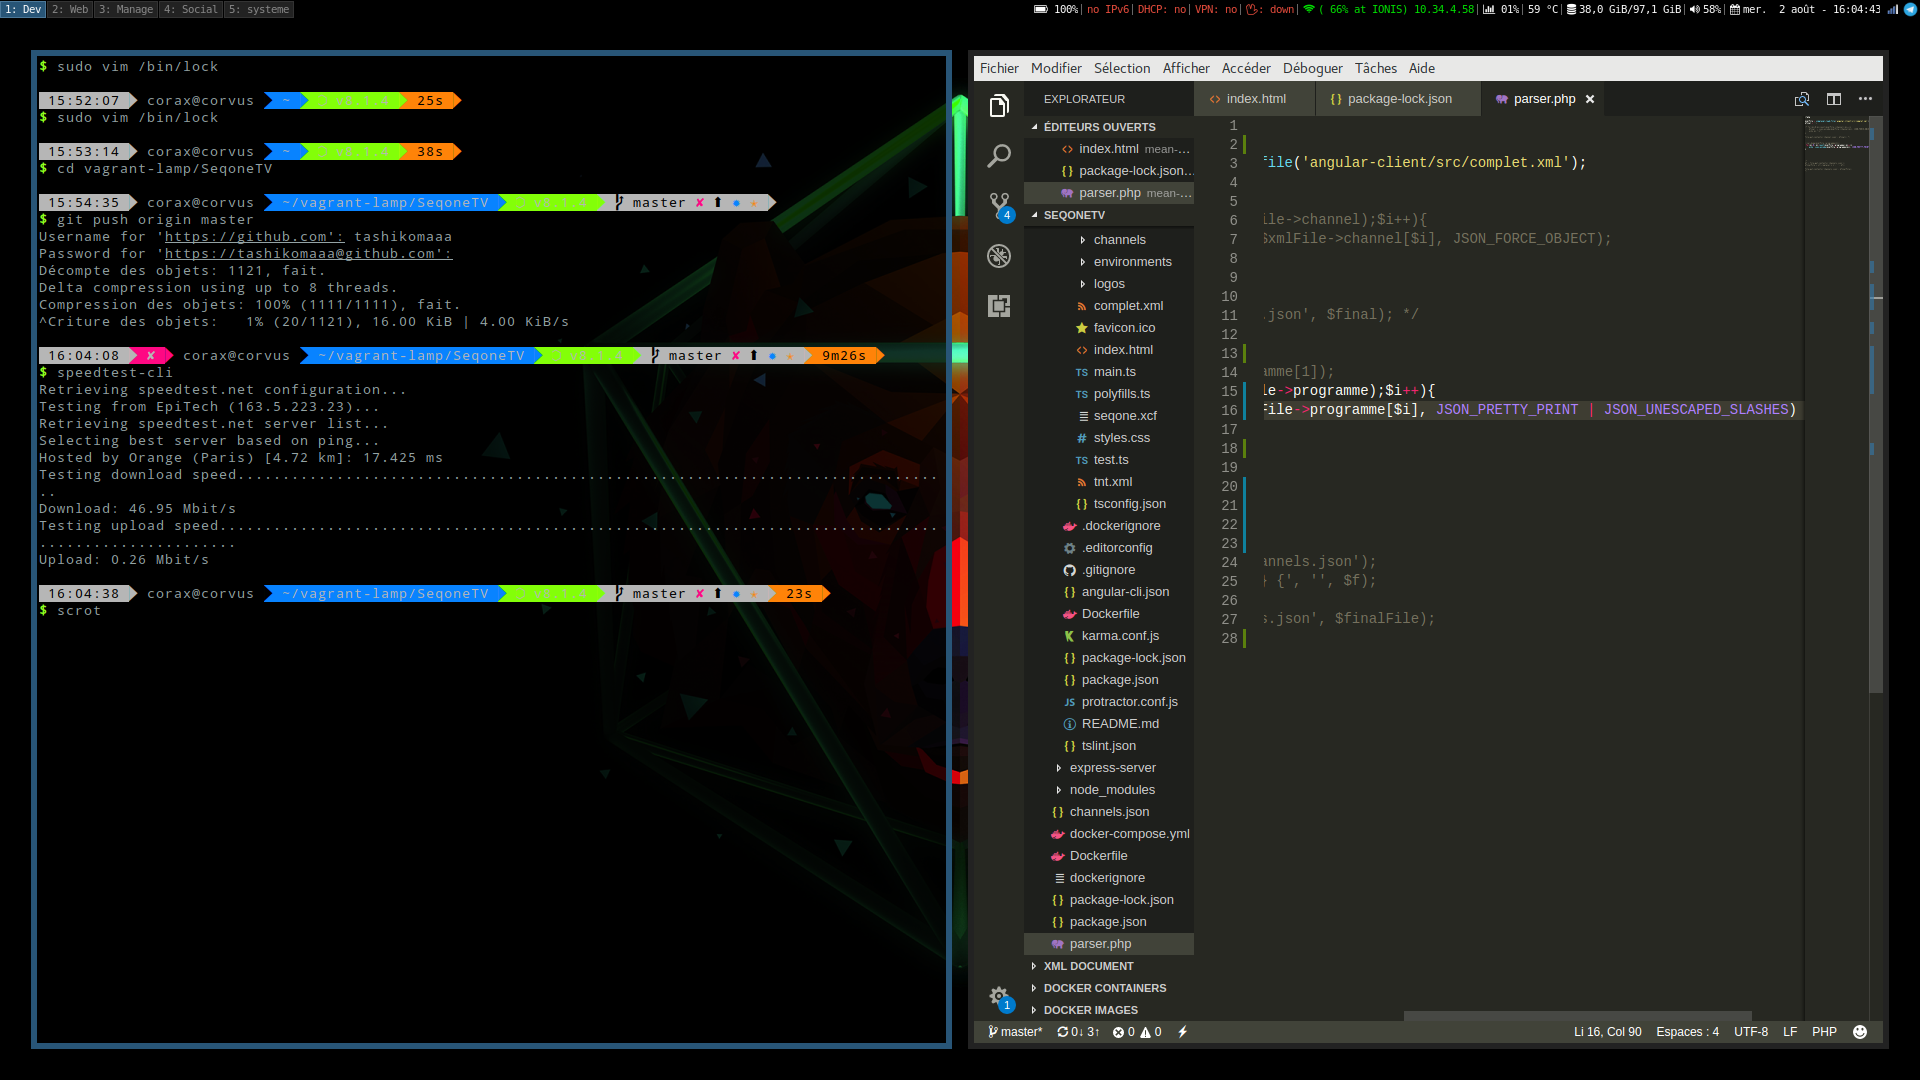 1: Dev 2: Web 3: Manage 4: Social 5: systeme
100% | no IPv6 | DHCP: no | VPN: no | : down | ( 66% at IONIS) 10.34.4.58 | 01% | 59 °C | 38,0 GiB/97,1 GiB | 58% | mer. 2 août - 16:04:43
$ sudo vim /bin/lock
15:52:07 corax@corvus ~ 25s
$ sudo vim /bin/lock
15:53:14 corax@corvus ~ 38s
$ cd vagrant-lamp/SeqoneTV
15:54:35 corax@corvus ~/vagrant-lamp/SeqoneTV master ✘ ⬆
$ git push origin master
Username for 'https://github.com': tashikomaaa
Password for 'https://tashikomaaa@github.com':
Décompte des objets: 1121, fait.
Delta compression using up to 8 threads.
Compression des objets: 100% (1111/1111), fait.
^Criture des objets:   1% (20/1121), 16.00 KiB | 4.00 KiB/s
16:04:08 ✘ corax@corvus ~/vagrant-lamp/SeqoneTV master ✘ ⬆ 9m26s
$ speedtest-cli
Retrieving speedtest.net configuration...
Testing from EpiTech (163.5.223.23)...
Retrieving speedtest.net server list...
Selecting best server based on ping...
Hosted by Orange (Paris) [4.72 km]: 17.425 ms
Testing download speed..............................................................................
..
Download: 46.95 Mbit/s
Testing upload speed................................................................................
......................
Upload: 0.26 Mbit/s
16:04:38 corax@corvus ~/vagrant-lamp/SeqoneTV master ✘ ⬆ 23s
$ scrot
Fichier Modifier Sélection Afficher Accéder Déboguer Tâches Aide
EXPLORATEUR
ÉDITEURS OUVERTS
index.html mean-...
package-lock.json...
parser.php mean-...
SEQONETV
channels
environments
logos
complet.xml
favicon.ico
index.html
TS main.ts
TS polyfills.ts
seqone.xcf
# styles.css
TS test.ts
tnt.xml
{} tsconfig.json
.dockerignore
.editorconfig
.gitignore
{} angular-cli.json
Dockerfile
karma.conf.js
{} package-lock.json
{} package.json
JS protractor.conf.js
README.md
{} tslint.json
express-server
node_modules
{} channels.json
docker-compose.yml
Dockerfile
dockerignore
{} package-lock.json
{} package.json
parser.php
XML DOCUMENT
DOCKER CONTAINERS
DOCKER IMAGES
4
1
<> index.html {} package-lock.json parser.php ×
1
2
3 file('angular-client/src/complet.xml');
4
5
6 ile->channel);$i++){
7 $xmlFile->channel[$i], JSON_FORCE_OBJECT);
8
9
10
11 .json', $final); */
12
13
14 amme[1]);
15 le->programme);$i++){
16 File->programme[$i], JSON_PRETTY_PRINT | JSON_UNESCAPED_SLASHES)
17
18
19
20
21
22
23
24 annels.json');
25 } {', '', $f);
26
27 s.json', $finalFile);
28
master* 0↓ 3↑ 0 0 Li 16, Col 90 Espaces : 4 UTF-8 LF PHP